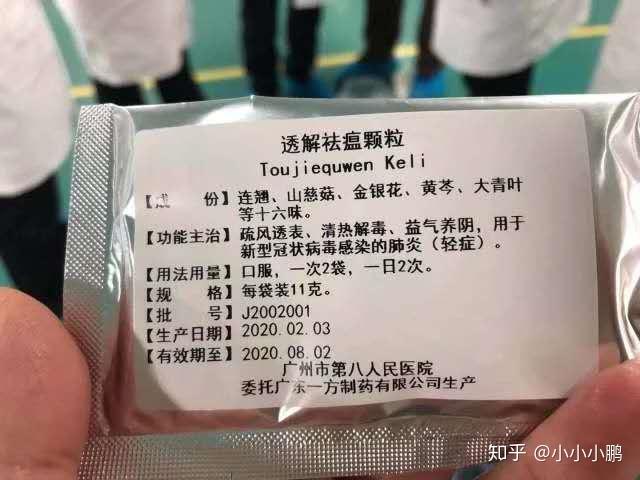 透解祛瘟颗粒
Toujiequwen Keli
【成 份】连翘、山慈菇、金银花、黄芩、大青叶
等十六味。
【功能主治】疏风透表、清热解毒、益气养阴，用于
新型冠状病毒感染的肺炎（轻症）。
【用法用量】口服，一次2袋，一日2次。
【规 格】每袋装11克。
【批 号】J2002001
【生产日期】2020.02.03
【有效期至】2020.08.02
广州市第八人民医院
委托广东一方制药有限公司生产
知乎 @小小小鹏